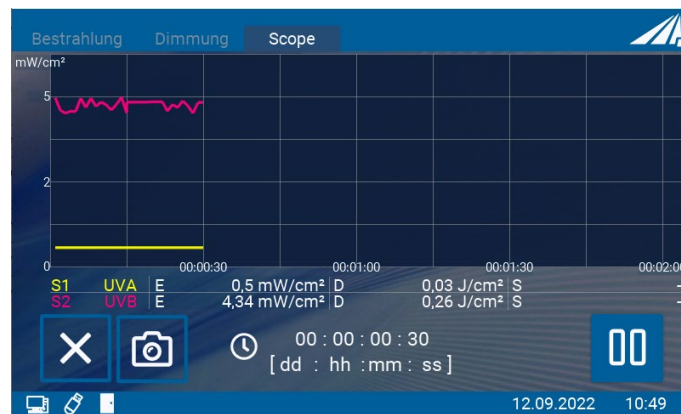 Bestrahlung Dimmung Scope
mW/cm²
5
2
0 00:00:30 00:01:00 00:01:30 00:02:0
S1 UVA E 0,5 mW/cm² D 0,03 J/cm² S -
S2 UVB E 4,34 mW/cm² D 0,26 J/cm² S -
00 : 00 : 00 : 30
[ dd : hh : mm : ss ]
12.09.2022 10:49